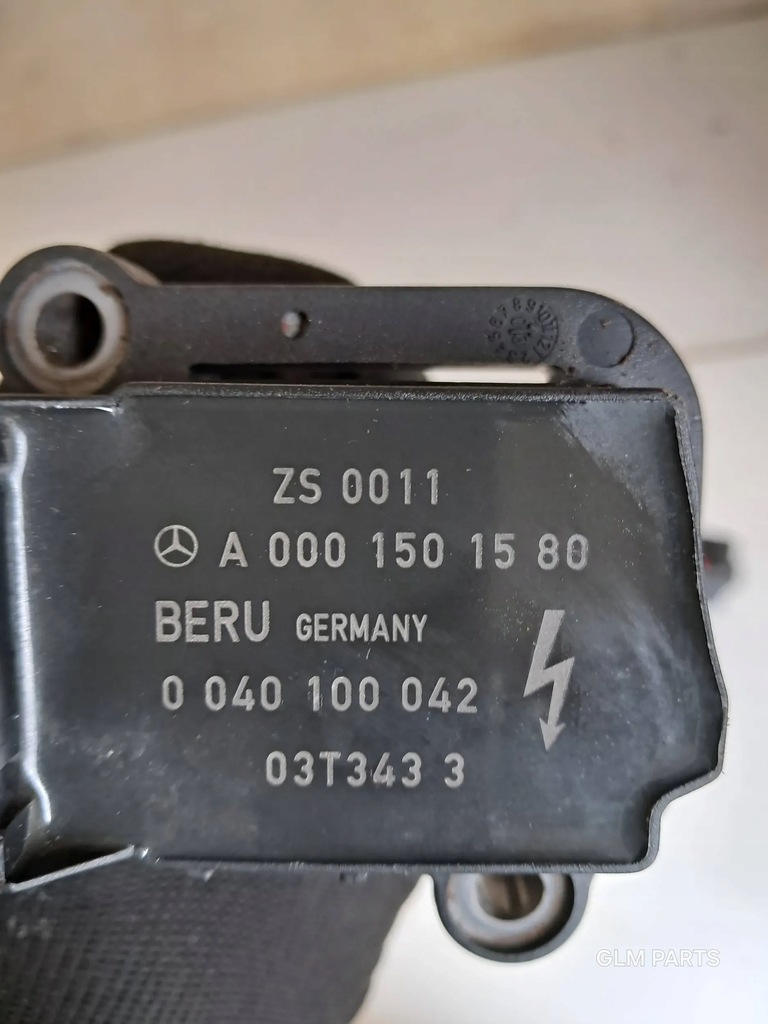 ZS 0011
A 000 150 15 80
BERU GERMANY
0 040 100 042
03T343 3
GLM PARTS